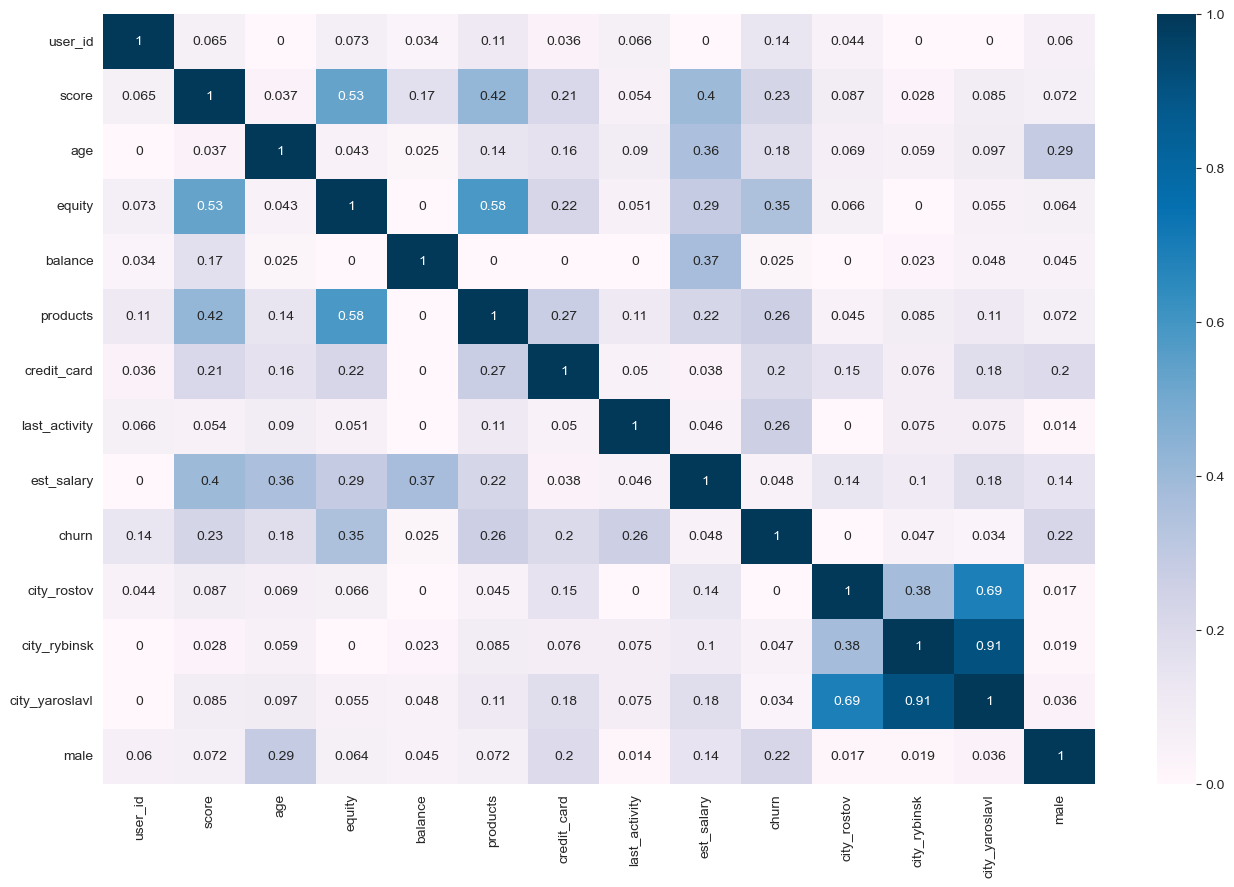 user_id 1 0.065 0 0.073 0.034 0.11 0.036 0.066 0 0.14 0.044 0 0 0.06
score 0.065 1 0.037 0.53 0.17 0.42 0.21 0.054 0.4 0.23 0.087 0.028 0.085 0.072
age 0 0.037 1 0.043 0.025 0.14 0.16 0.09 0.36 0.18 0.069 0.059 0.097 0.29
equity 0.073 0.53 0.043 1 0 0.58 0.22 0.051 0.29 0.35 0.066 0 0.055 0.064
balance 0.034 0.17 0.025 0 1 0 0 0 0.37 0.025 0 0.023 0.048 0.045
products 0.11 0.42 0.14 0.58 0 1 0.27 0.11 0.22 0.26 0.045 0.085 0.11 0.072
credit_card 0.036 0.21 0.16 0.22 0 0.27 1 0.05 0.038 0.2 0.15 0.076 0.18 0.2
last_activity 0.066 0.054 0.09 0.051 0 0.11 0.05 1 0.046 0.26 0 0.075 0.075 0.014
est_salary 0 0.4 0.36 0.29 0.37 0.22 0.038 0.046 1 0.048 0.14 0.1 0.18 0.14
churn 0.14 0.23 0.18 0.35 0.025 0.26 0.2 0.26 0.048 1 0 0.047 0.034 0.22
city_rostov 0.044 0.087 0.069 0.066 0 0.045 0.15 0 0.14 0 1 0.38 0.69 0.017
city_rybinsk 0 0.028 0.059 0 0.023 0.085 0.076 0.075 0.1 0.047 0.38 1 0.91 0.019
city_yaroslavl 0 0.085 0.097 0.055 0.048 0.11 0.18 0.075 0.18 0.034 0.69 0.91 1 0.036
male 0.06 0.072 0.29 0.064 0.045 0.072 0.2 0.014 0.14 0.22 0.017 0.019 0.036 1
user_id score age equity balance products credit_card last_activity est_salary churn city_rostov city_rybinsk city_yaroslavl male
1.0
0.8
0.6
0.4
0.2
0.0